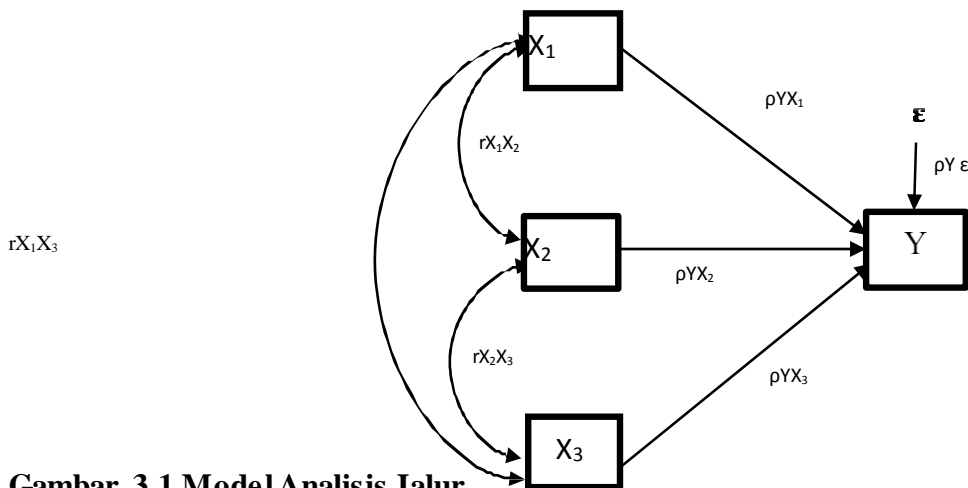 X₁
ρYX₁
ε
rX₁X₂
ρY ε
rX₁X₃
X₂
ρYX₂
Y
rX₂X₃
ρYX₃
X₃
Gambar 3.1 Model Analisis Jalur